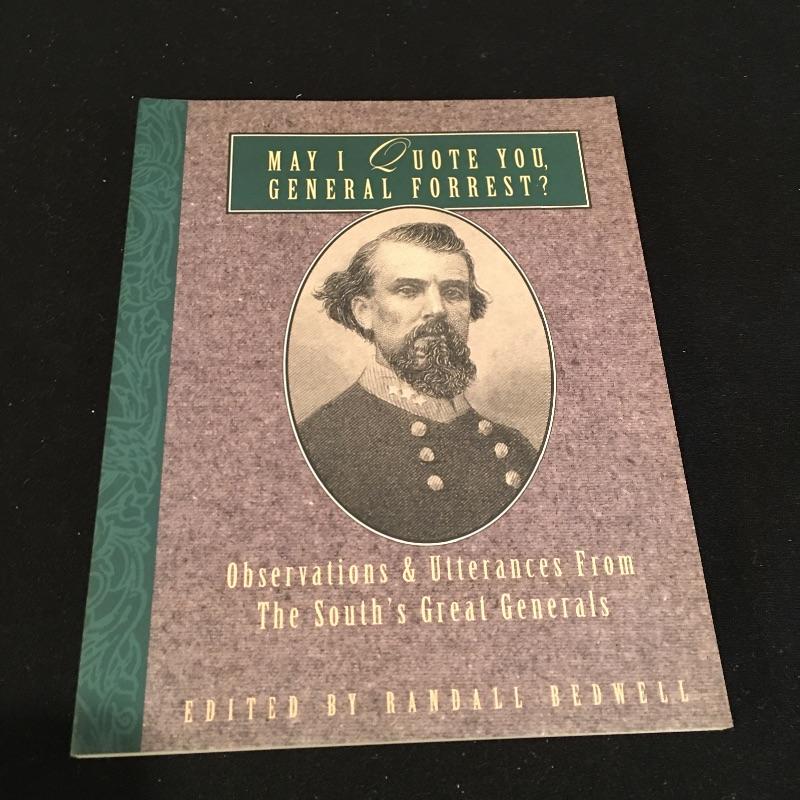 MAY I QUOTE YOU,
GENERAL FORREST?
Observations & Utterances From
The South's Great Generals
EDITED BY RANDALL BEDWELL